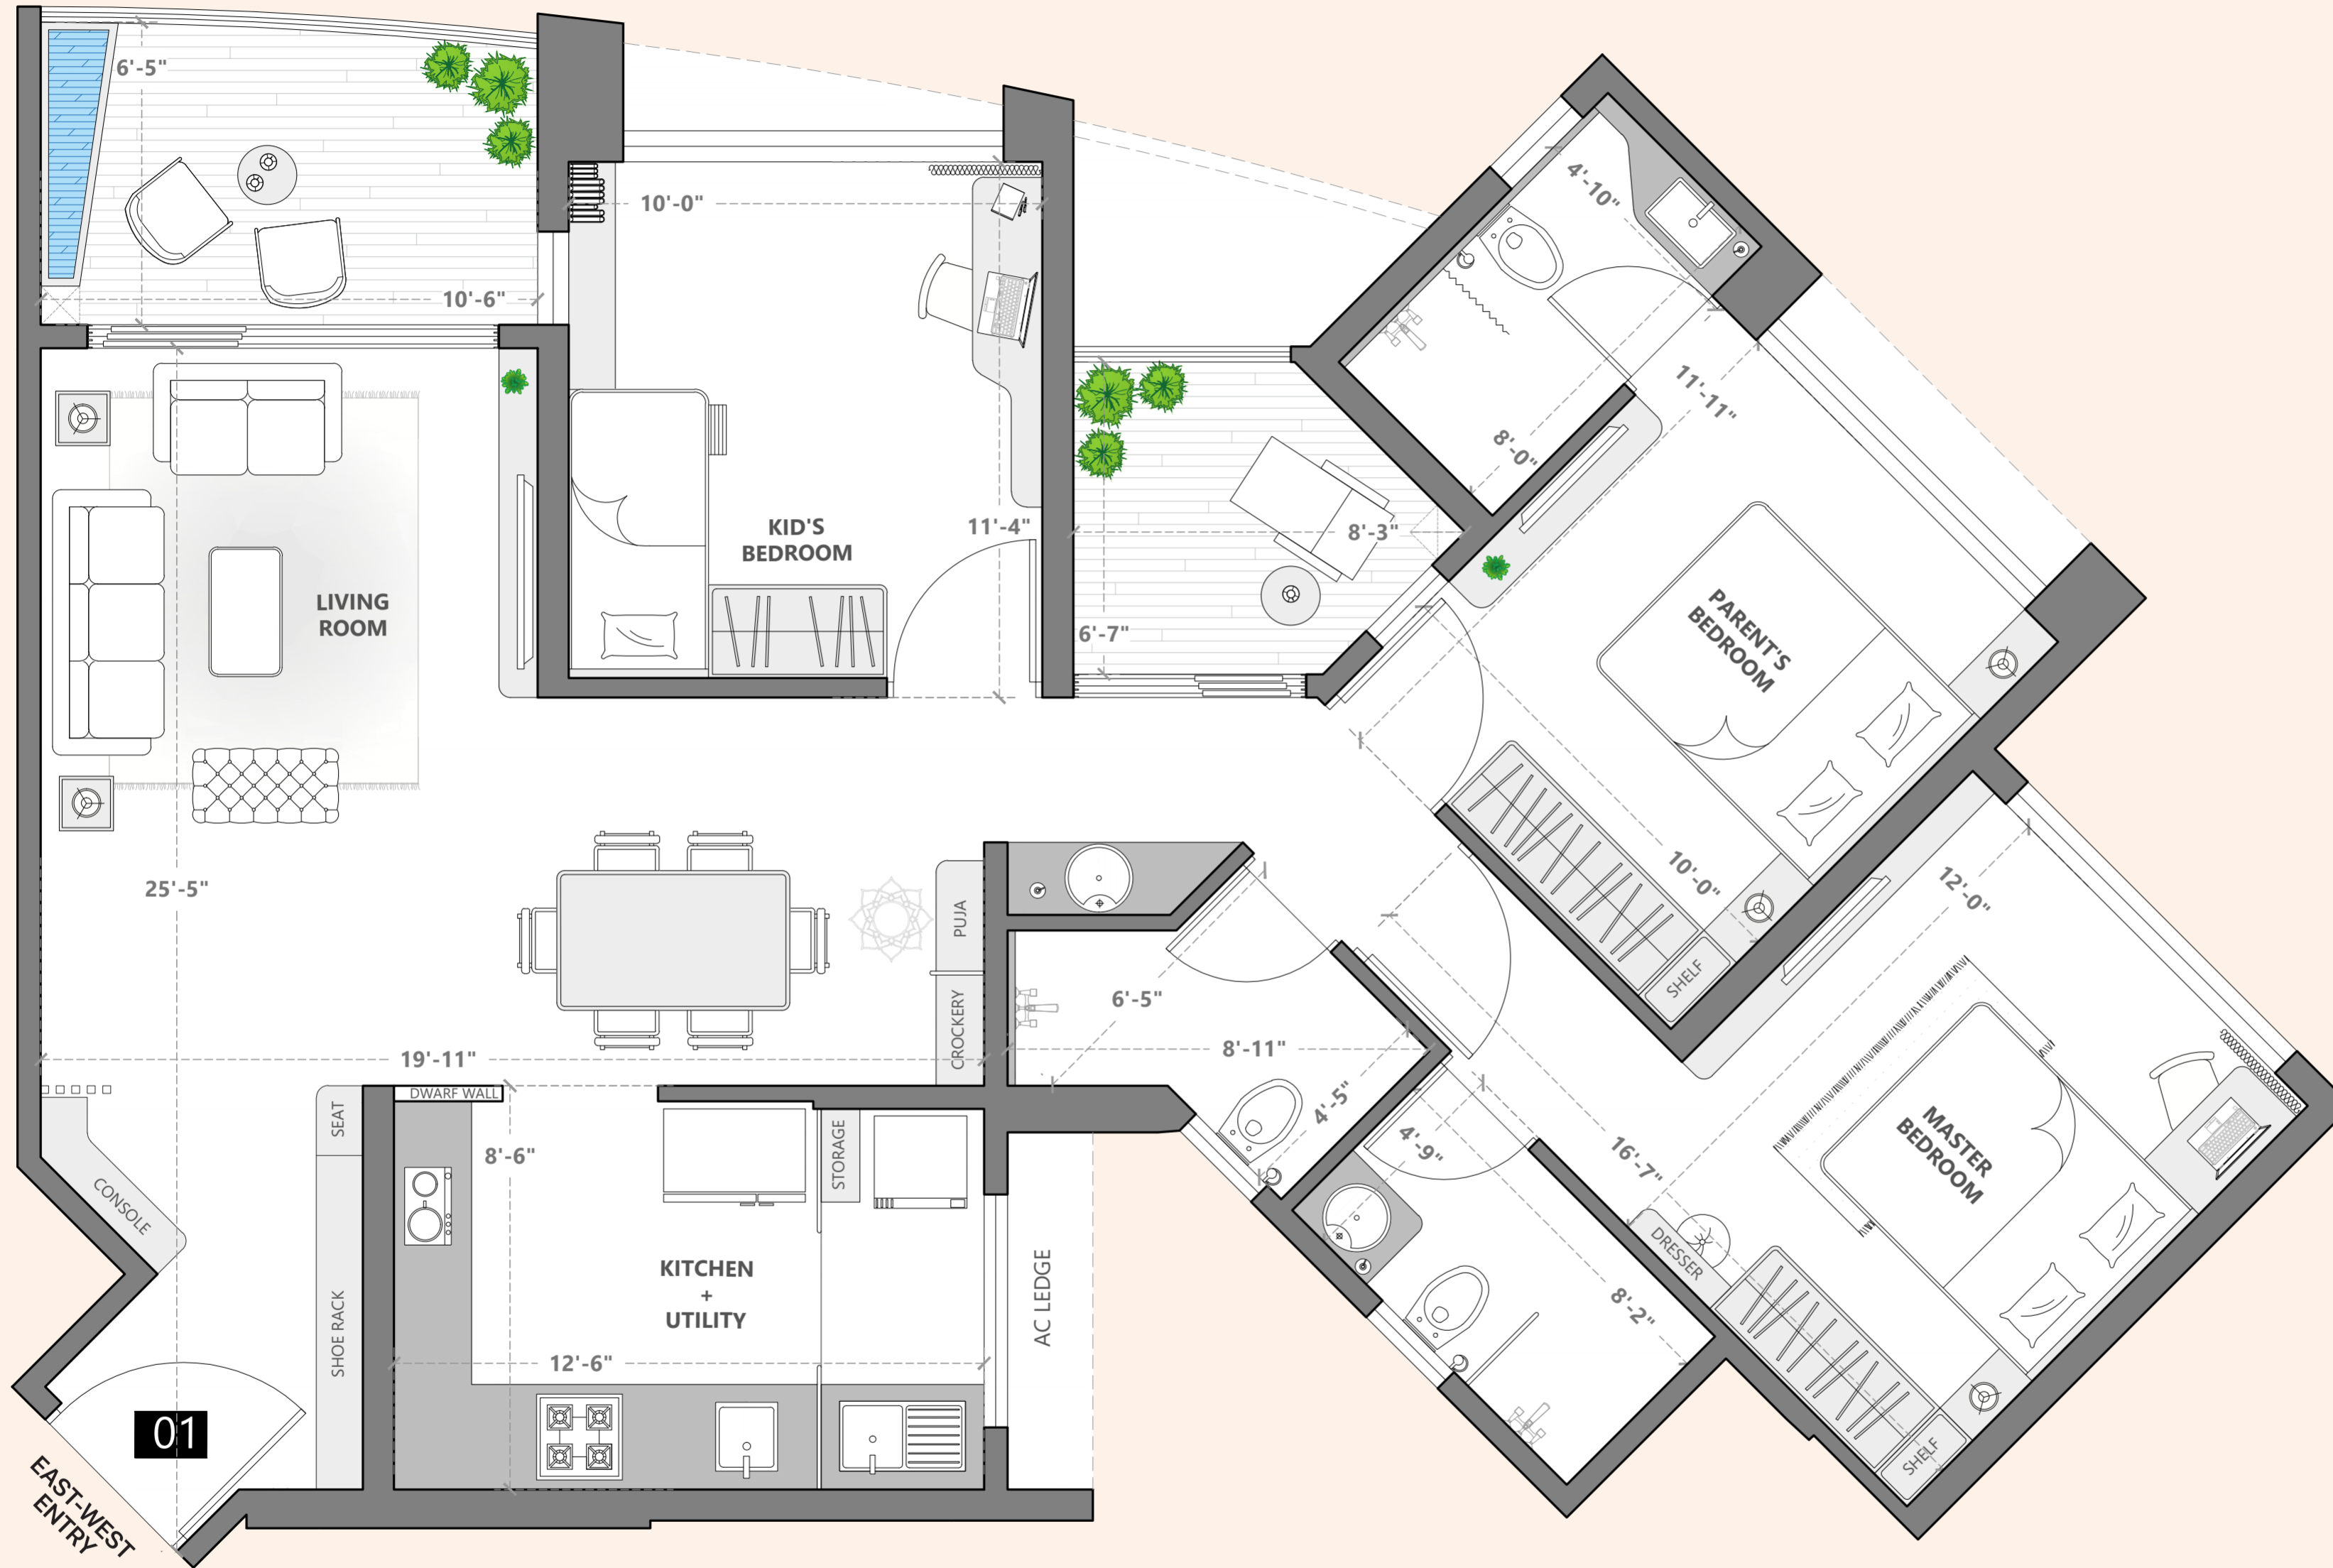 6'-5"
10'-6"
10'-0"
KID'S
BEDROOM
11'-4"
4'-10"
8'-0"
11'-11"
8'-3"
6'-7"
PARENT'S
BEDROOM
10'-0"
SHELF
LIVING
ROOM
25'-5"
19'-11"
PUJA
CROCKERY
6'-5"
8'-11"
4'-5"
4'-9"
8'-2"
12'-0"
16'-7"
MASTER
BEDROOM
DRESSER
SHELF
DWARF WALL
SEAT
SHOE RACK
CONSOLE
8'-6"
STORAGE
KITCHEN
+
UTILITY
12'-6"
AC LEDGE
01
EAST-WEST
ENTRY